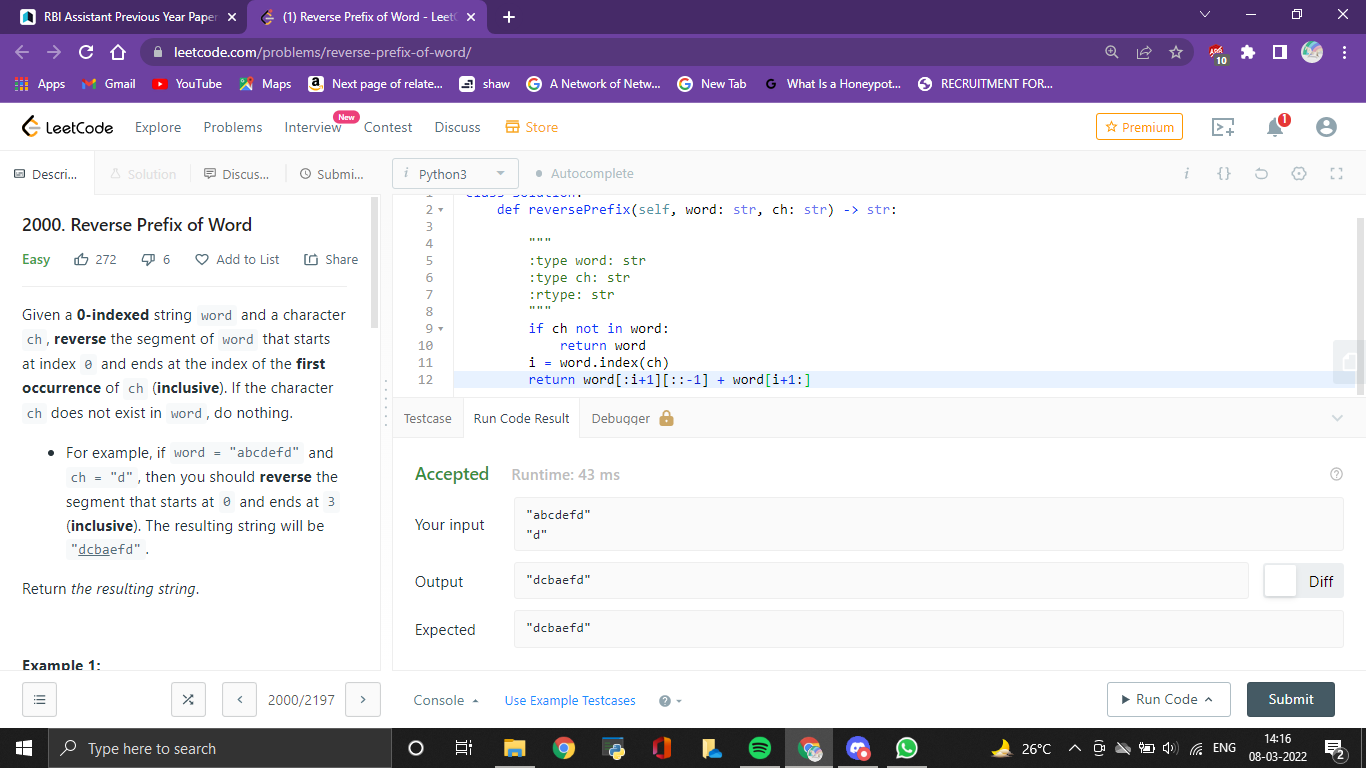 RBI Assistant Previous Year Paper
(1) Reverse Prefix of Word - LeetC
leetcode.com/problems/reverse-prefix-of-word/
10
Apps Gmail YouTube Maps Next page of relate... shaw A Network of Netw... New Tab What Is a Honeypot... RECRUITMENT FOR...
LeetCode Explore Problems Interview New Contest Discuss Store Premium 1
Descri... Solution Discus... Submi...
i Python3 Autocomplete
2000. Reverse Prefix of Word
Easy 272 6 Add to List Share
Given a 0-indexed string word and a character
ch, reverse the segment of word that starts
at index 0 and ends at the index of the first
occurrence of ch (inclusive). If the character
ch does not exist in word, do nothing.
• For example, if word = "abcdefd" and
ch = "d", then you should reverse the
segment that starts at 0 and ends at 3
(inclusive). The resulting string will be
"dcbaefd".
Return the resulting string.
Example 1:
2000/2197
1 class Solution:
2 def reversePrefix(self, word: str, ch: str) -> str:
3
4 """
5 :type word: str
6 :type ch: str
7 :rtype: str
8 """
9 if ch not in word:
10 return word
11 i = word.index(ch)
12 return word[:i+1][::-1] + word[i+1:]
Testcase Run Code Result Debugger
Accepted Runtime: 43 ms
Your input
"abcdefd"
"d"
Output "dcbaefd" Diff
Expected "dcbaefd"
Console Use Example Testcases Run Code Submit
Type here to search
26°C ENG
14:16
08-03-2022
2